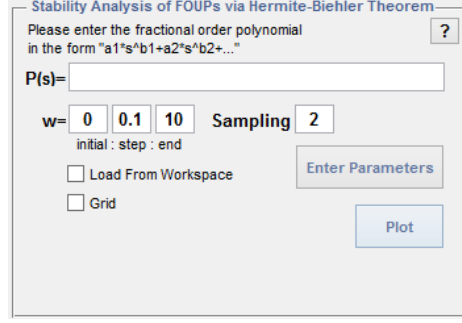 Stability Analysis of FOUPs via Hermite-Biehler Theorem
Please enter the fractional order polynomial
in the form "a1*s^b1+a2*s^b2+..."
?
P(s)=
w= 0 0.1 10 Sampling 2
initial : step : end
Load From Workspace
Enter Parameters
Grid
Plot